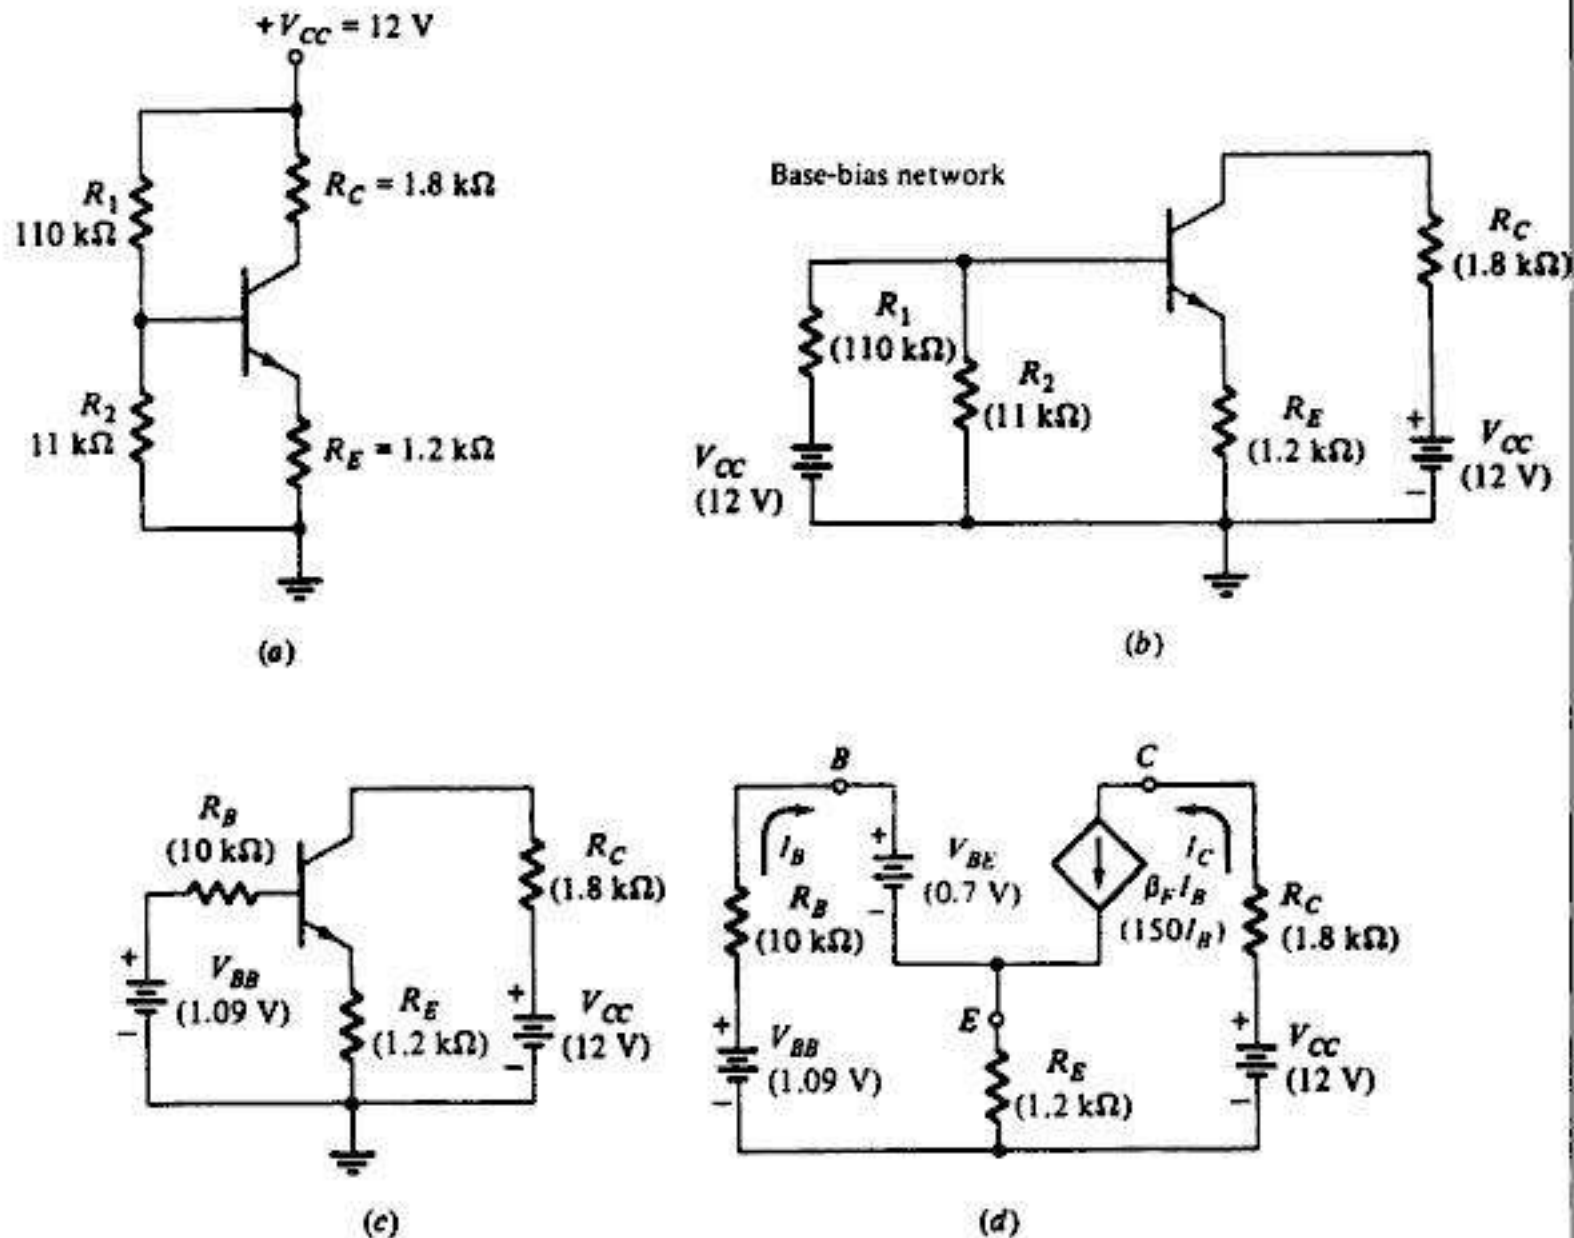 +V_CC = 12 V
R_1
110 kΩ
R_C = 1.8 kΩ
R_2
11 kΩ
R_E = 1.2 kΩ
(a)
Base-bias network
R_1
(110 kΩ)
R_2
(11 kΩ)
V_CC
(12 V)
R_E
(1.2 kΩ)
R_C
(1.8 kΩ)
+
V_CC
(12 V)
−
(b)
R_B
(10 kΩ)
+
V_BB
(1.09 V)
−
R_E
(1.2 kΩ)
R_C
(1.8 kΩ)
+
V_CC
(12 V)
−
(c)
B
C
I_B
+
V_BE
(0.7 V)
−
I_C
β_F I_B
(150I_B)
R_B
(10 kΩ)
R_C
(1.8 kΩ)
E
+
V_BB
(1.09 V)
−
R_E
(1.2 kΩ)
+
V_CC
(12 V)
−
(d)